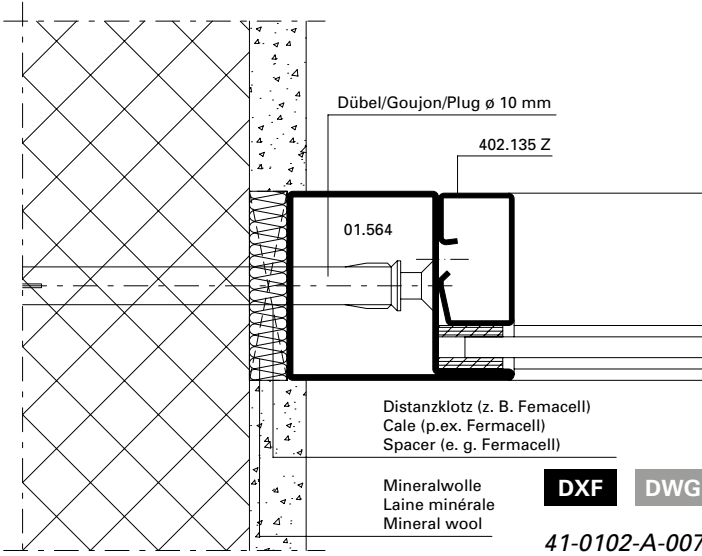 Dübel/Goujon/Plug ø 10 mm
402.135 Z
01.564
Distanzklotz (z. B. Femacell)
Cale (p.ex. Fermacell)
Spacer (e. g. Fermacell)
Mineralwolle
Laine minérale
Mineral wool
DXF DWG
41-0102-A-007